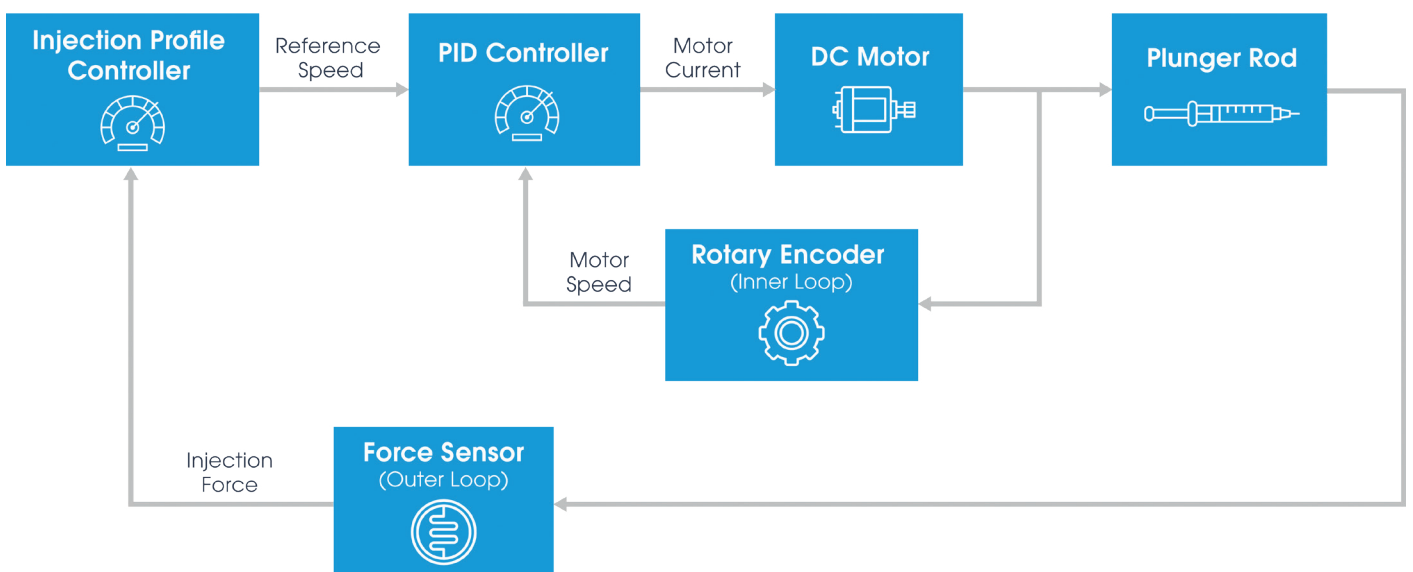 Injection Profile
Controller
Reference
Speed
PID Controller
Motor
Current
DC Motor
Plunger Rod
Motor
Speed
Rotary Encoder
(Inner Loop)
Injection
Force
Force Sensor
(Outer Loop)